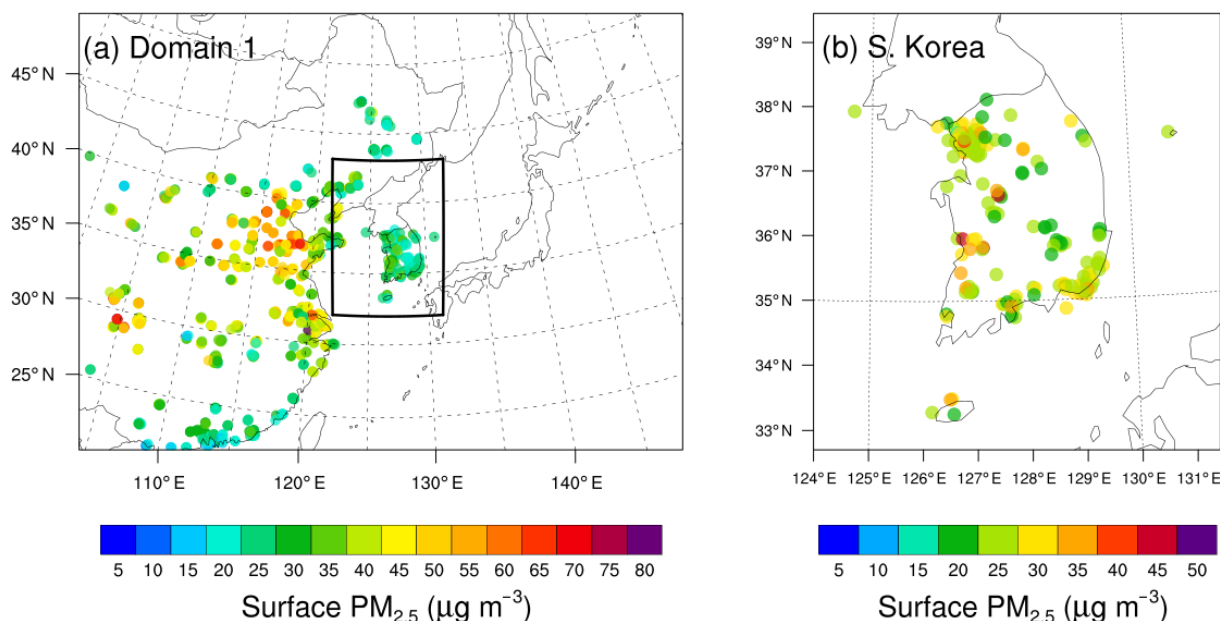 (a) Domain 1
45° N
40° N
35° N
30° N
25° N
110° E 120° E 130° E 140° E
5 10 15 20 25 30 35 40 45 50 55 60 65 70 75 80
Surface PM2.5 (μg m−3)
(b) S. Korea
39° N
38° N
37° N
36° N
35° N
34° N
33° N
124° E 125° E 126° E 127° E 128° E 129° E 130° E 131° E
5 10 15 20 25 30 35 40 45 50
Surface PM2.5 (μg m−3)